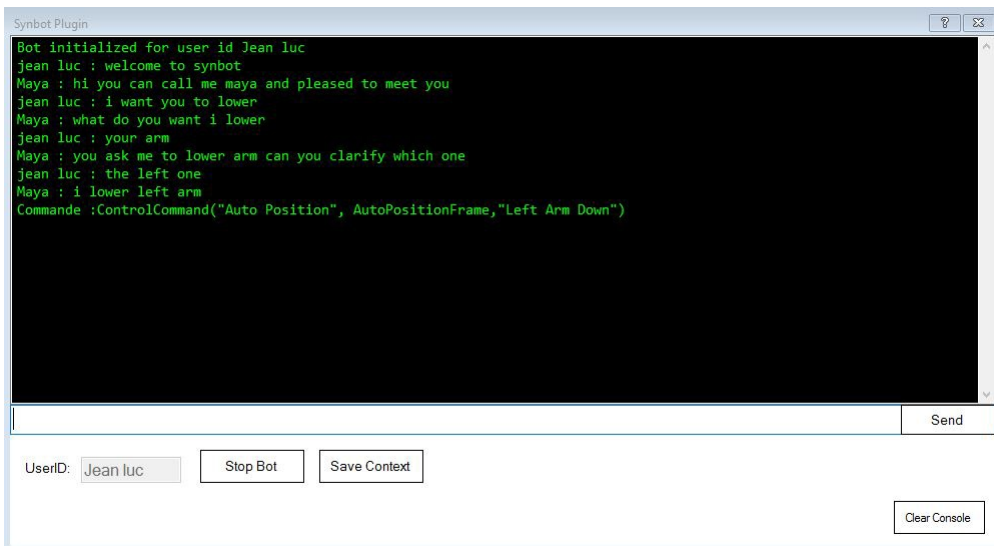 Synbot Plugin
Bot initialized for user id Jean luc
jean luc : welcome to synbot
Maya : hi you can call me maya and pleased to meet you
jean luc : i want you to lower
Maya : what do you want i lower
jean luc : your arm
Maya : you ask me to lower arm can you clarify which one
jean luc : the left one
Maya : i lower left arm
Commande :ControlCommand("Auto Position", AutoPositionFrame,"Left Arm Down")
Send
UserID: Jean luc Stop Bot Save Context
Clear Console